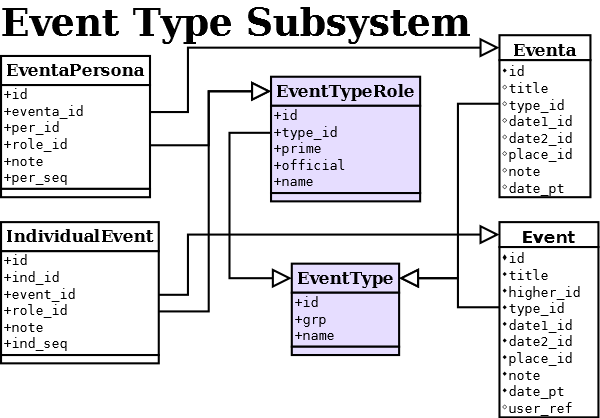 Event Type Subsystem
EventaPersona
+id
+eventa_id
+per_id
+role_id
+note
+per_seq
EventTypeRole
+id
+type_id
+prime
+official
+name
Eventa
id
title
type_id
date1_id
date2_id
place_id
note
date_pt
IndividualEvent
+id
+ind_id
+event_id
+role_id
+note
+ind_seq
EventType
+id
+grp
+name
Event
id
title
higher_id
type_id
date1_id
date2_id
place_id
note
date_pt
user_ref